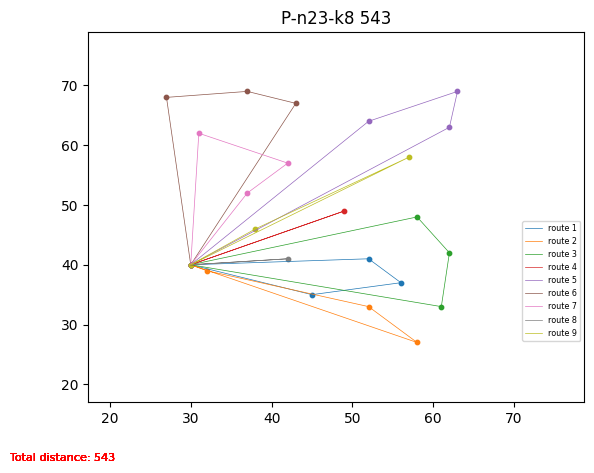 P-n23-k8 543
70
60
50
40
30
20
20
30
40
50
60
70
route 1
route 2
route 3
route 4
route 5
route 6
route 7
route 8
route 9
Total distance: 543